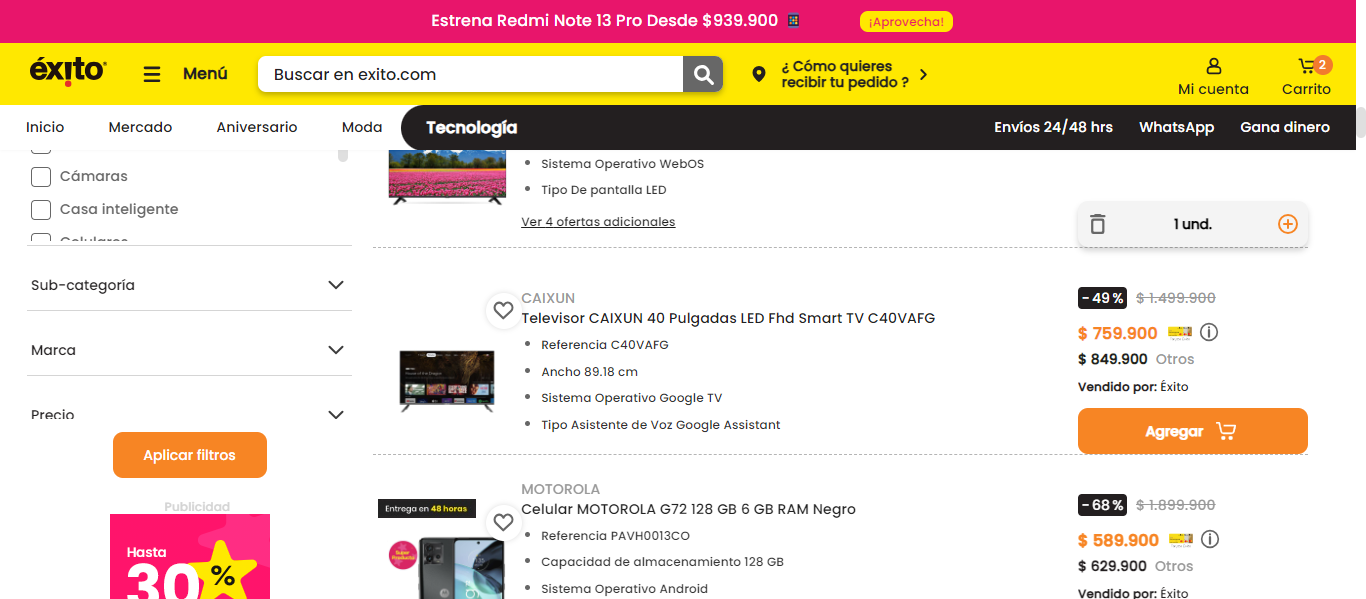 Estrena Redmi Note 13 Pro Desde $939.900
¡Aprovecha!
éxito
Menú
Buscar en exito.com
¿ Cómo quieres
recibir tu pedido ?
Mi cuenta
2
Carrito
Inicio
Mercado
Aniversario
Moda
Tecnología
Envíos 24/48 hrs
WhatsApp
Gana dinero
Cámaras
Casa inteligente
Celulares
Sub-categoría
Marca
Precio
Aplicar filtros
Publicidad
Hasta
30%
Sistema Operativo WebOS
Tipo De pantalla LED
Ver 4 ofertas adicionales
1 und.
CAIXUN
Televisor CAIXUN 40 Pulgadas LED Fhd Smart TV C40VAFG
Referencia C40VAFG
Ancho 89.18 cm
Sistema Operativo Google TV
Tipo Asistente de Voz Google Assistant
- 49 %
$ 1.499.900
$ 759.900
$ 849.900 Otros
Vendido por: Éxito
Agregar
Entrega en 48 horas
Super Producto!
MOTOROLA
Celular MOTOROLA G72 128 GB 6 GB RAM Negro
Referencia PAVH0013CO
Capacidad de almacenamiento 128 GB
Sistema Operativo Android
- 68 %
$ 1.899.900
$ 589.900
$ 629.900 Otros
Vendido por: Éxito